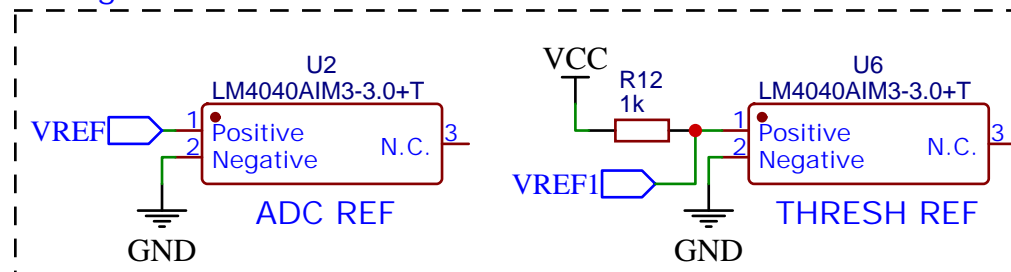 U2
LM4040AIM3-3.0+T
VREF
1
Positive
2
Negative
N.C.
3
ADC REF
GND
VCC
R12
1k
U6
LM4040AIM3-3.0+T
1
Positive
2
Negative
N.C.
3
VREF1
THRESH REF
GND